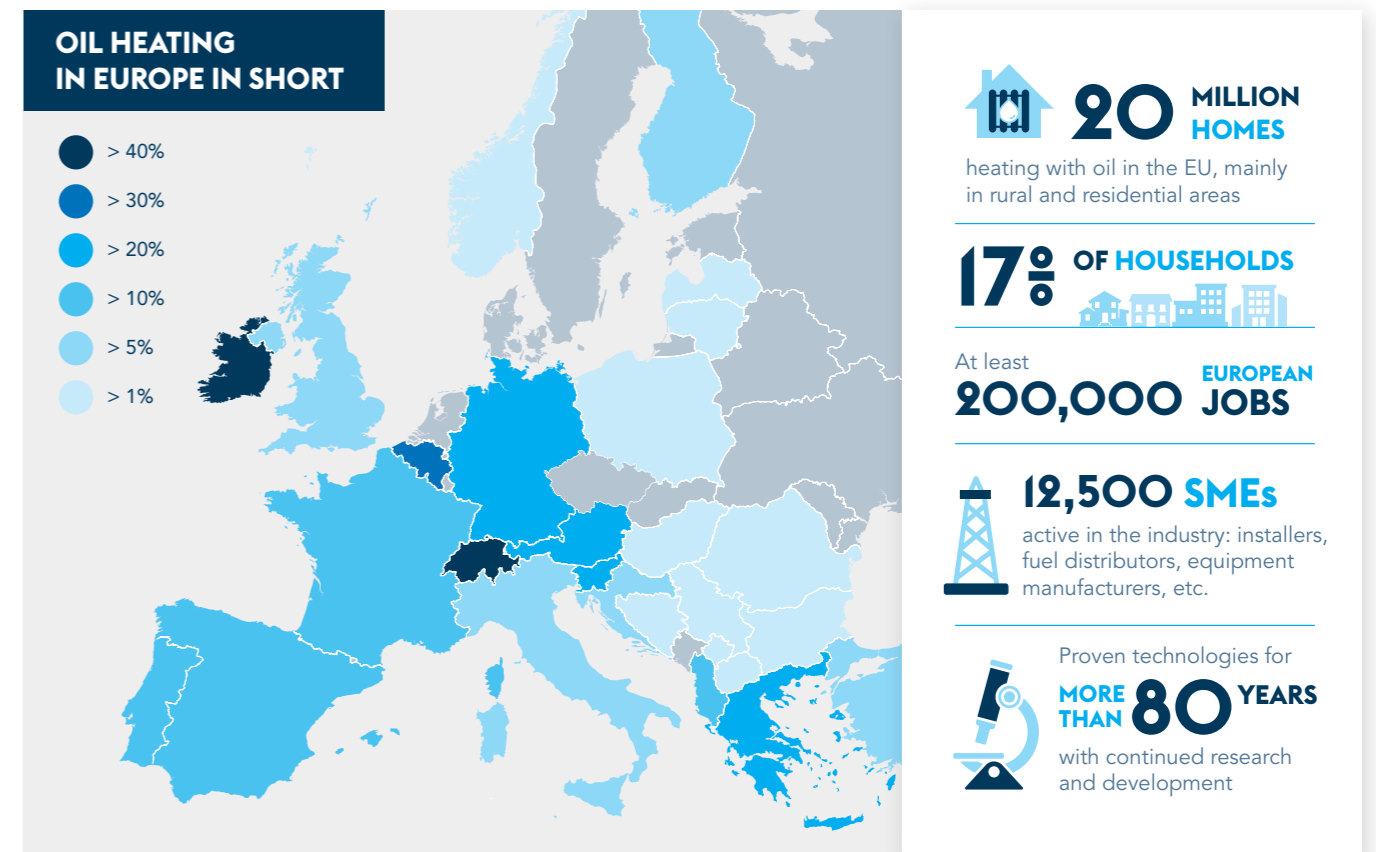 OIL HEATING
IN EUROPE IN SHORT
> 40%
> 30%
> 20%
> 10%
> 5%
> 1%
20 MILLION
HOMES
heating with oil in the EU, mainly
in rural and residential areas
17% OF HOUSEHOLDS
At least
200,000 EUROPEAN
JOBS
12,500 SMEs
active in the industry: installers,
fuel distributors, equipment
manufacturers, etc.
Proven technologies for
MORE
THAN 80 YEARS
with continued research
and development